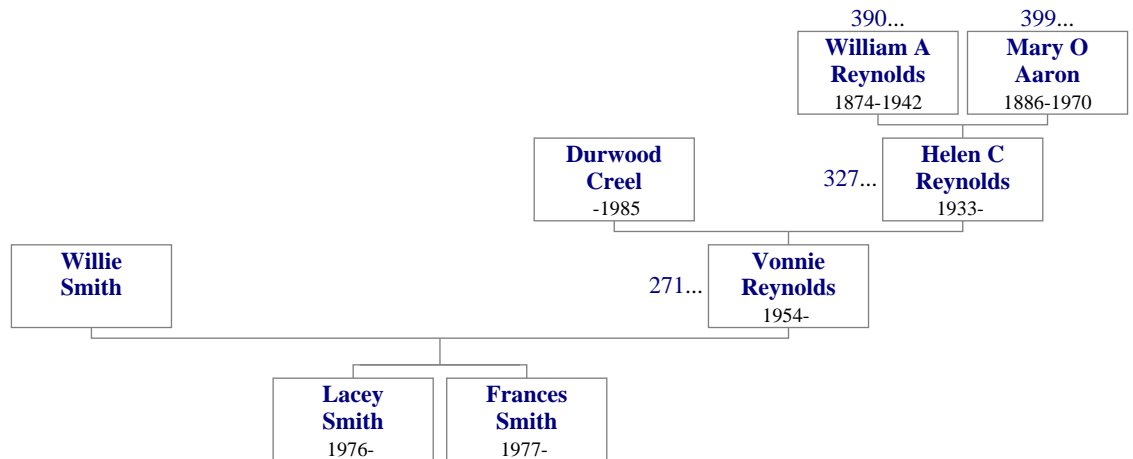 390...
399...
William A
Reynolds
1874-1942
Mary O
Aaron
1886-1970
Durwood
Creel
-1985
327...
Helen C
Reynolds
1933-
Willie
Smith
271...
Vonnie
Reynolds
1954-
Lacey
Smith
1976-
Frances
Smith
1977-